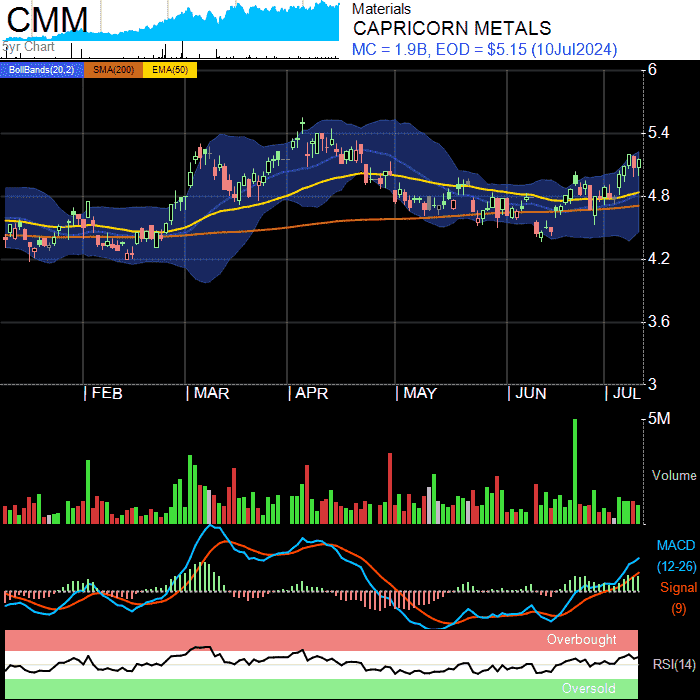 CMM
5yr Chart
Materials
CAPRICORN METALS
MC = 1.9B, EOD = $5.15 (10Jul2024)
BollBands(20,2) SMA(200) EMA(50)
6
5.4
4.8
4.2
3.6
3
FEB MAR APR MAY JUN JUL
5M
Volume
MACD
(12-26)
Signal
(9)
Overbought
RSI(14)
Oversold